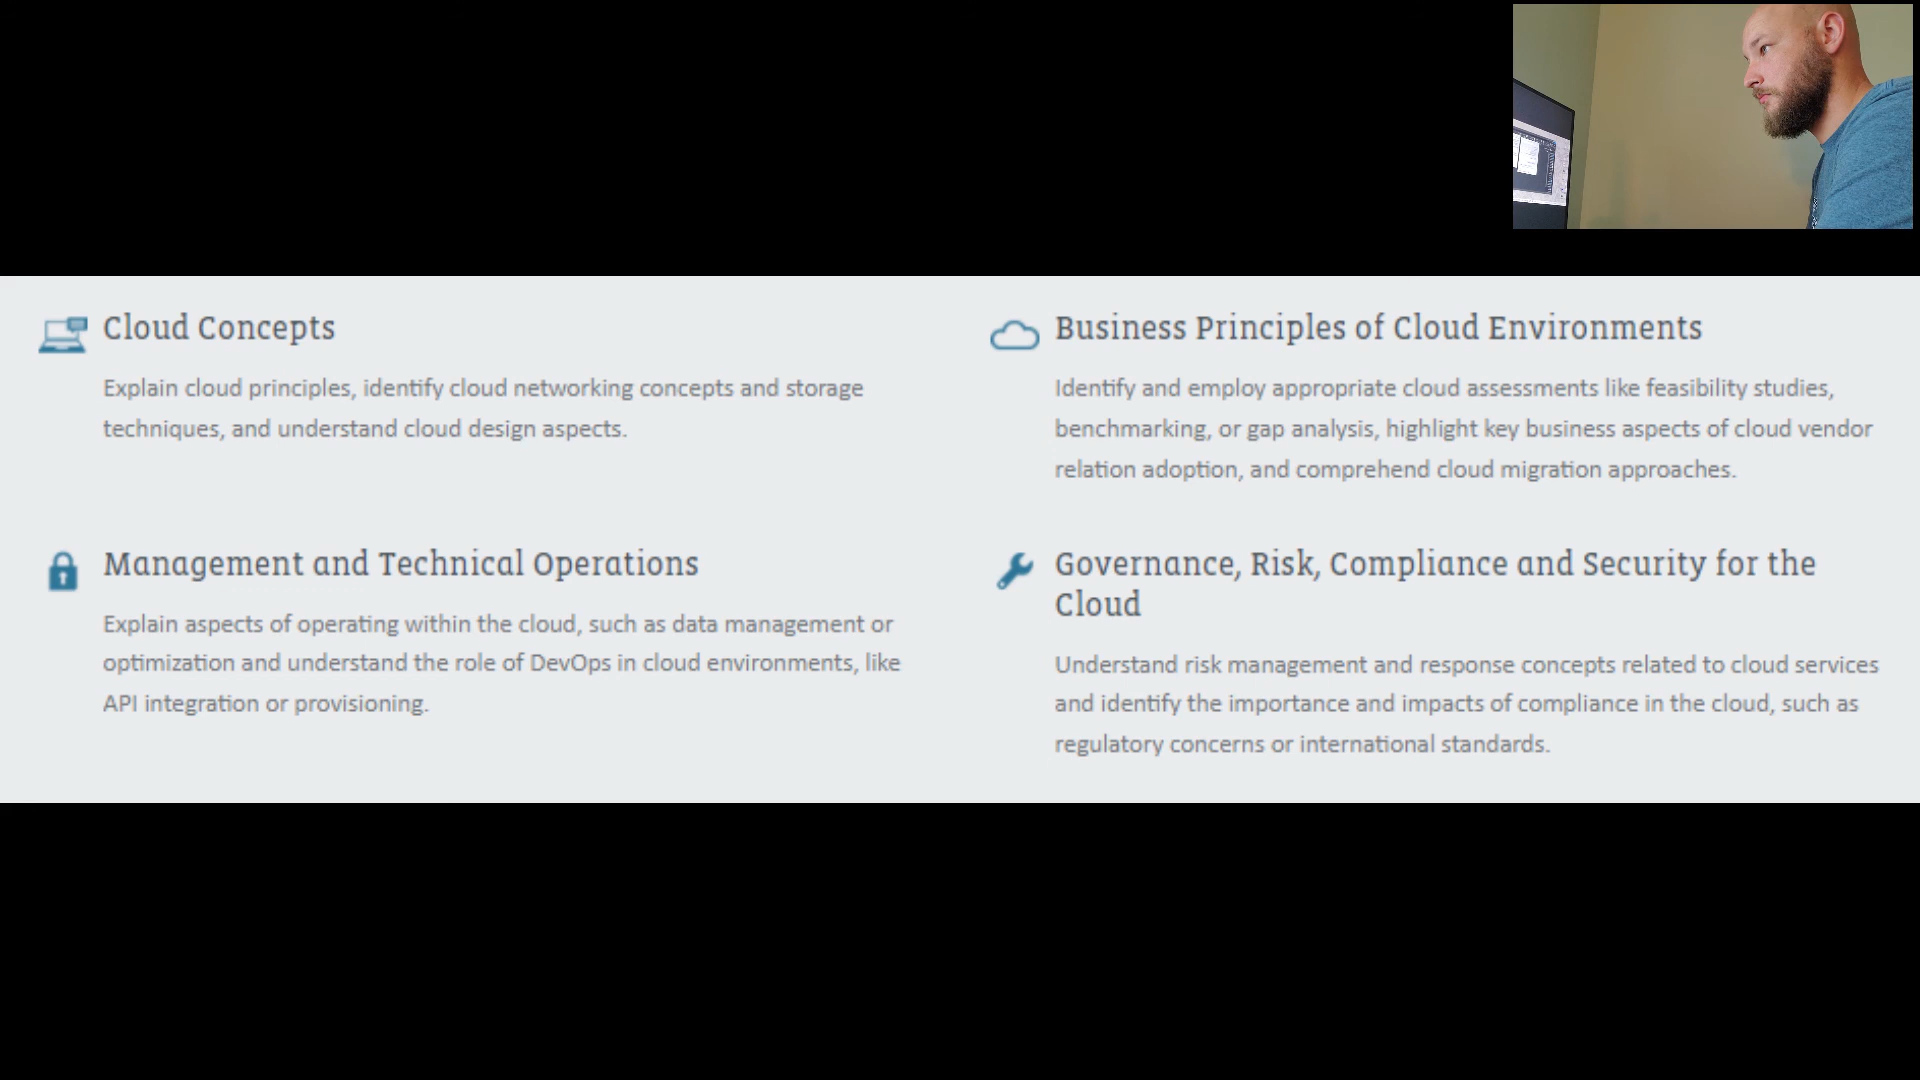 Cloud Concepts
Explain cloud principles, identify cloud networking concepts and storage
techniques, and understand cloud design aspects.
Business Principles of Cloud Environments
Identify and employ appropriate cloud assessments like feasibility studies,
benchmarking, or gap analysis, highlight key business aspects of cloud vendor
relation adoption, and comprehend cloud migration approaches.
Management and Technical Operations
Explain aspects of operating within the cloud, such as data management or
optimization and understand the role of DevOps in cloud environments, like
API integration or provisioning.
Governance, Risk, Compliance and Security for the
Cloud
Understand risk management and response concepts related to cloud services
and identify the importance and impacts of compliance in the cloud, such as
regulatory concerns or international standards.